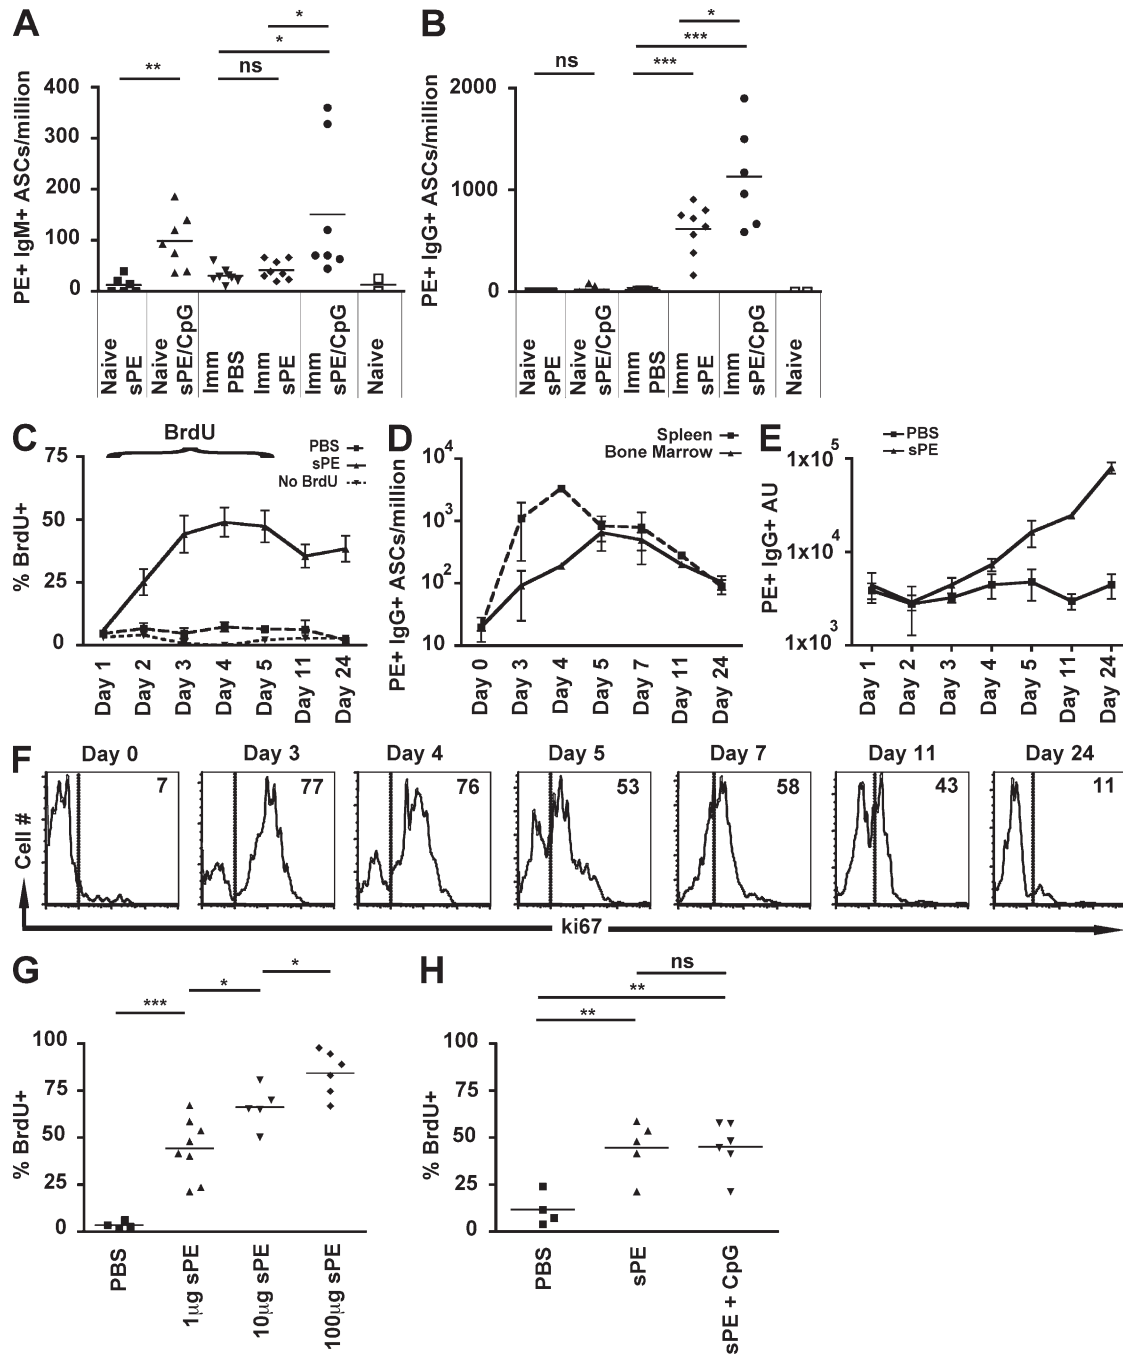 A
*
*
**
ns
PE+ IgM+ ASCs/million
400
300
200
100
0
Naive
sPE
Naive
sPE/CpG
Imm
PBS
Imm
sPE
Imm
sPE/CpG
Naive
B
*
***
ns
***
PE+ IgG+ ASCs/million
2000
1000
0
Naive
sPE
Naive
sPE/CpG
Imm
PBS
Imm
sPE
Imm
sPE/CpG
Naive
C
BrdU
PBS
sPE
No BrdU
% BrdU+
75
50
25
0
Day 1
Day 2
Day 3
Day 4
Day 5
Day 11
Day 24
D
Spleen
Bone Marrow
PE+ IgG+ ASCs/million
10^4
10^3
10^2
10
Day 0
Day 3
Day 4
Day 5
Day 7
Day 11
Day 24
E
PBS
sPE
PE+ IgG+ AU
1x10^5
1x10^4
1x10^3
Day 1
Day 2
Day 3
Day 4
Day 5
Day 11
Day 24
F
Day 0
Day 3
Day 4
Day 5
Day 7
Day 11
Day 24
7
77
76
53
58
43
11
Cell #
ki67
G
*
*
***
% BrdU+
100
75
50
25
0
PBS
1µg sPE
10µg sPE
100µg sPE
H
ns
**
**
% BrdU+
100
75
50
25
0
PBS
sPE
sPE + CpG